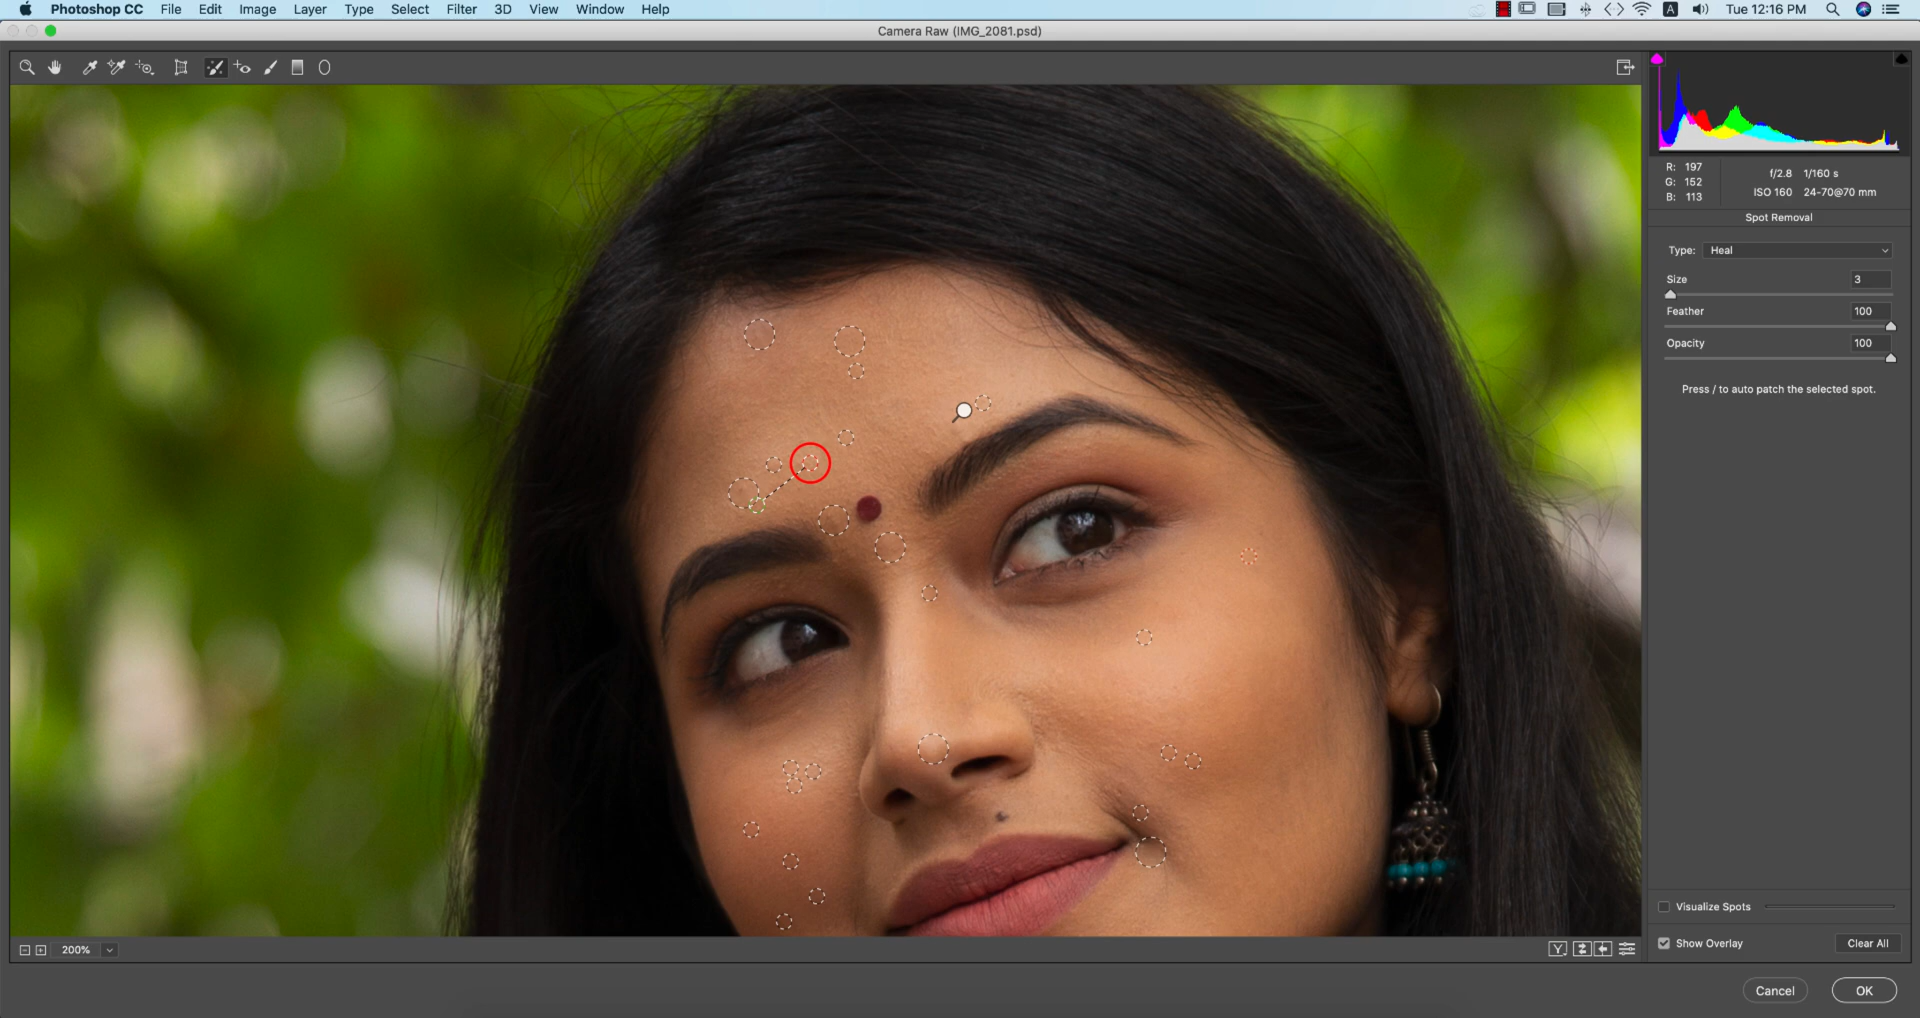 Photoshop CC File Edit Image Layer Type Select Filter 3D View Window Help A Tue 12:16 PM
Camera Raw (IMG_2081.psd)
R: 197
G: 152
B: 113
f/2.8 1/160 s
ISO 160 24-70@70 mm
Spot Removal
Type: Heal
Size 3
Feather 100
Opacity 100
Press / to auto patch the selected spot.
Visualize Spots
Show Overlay Clear All
200% Y
Cancel OK